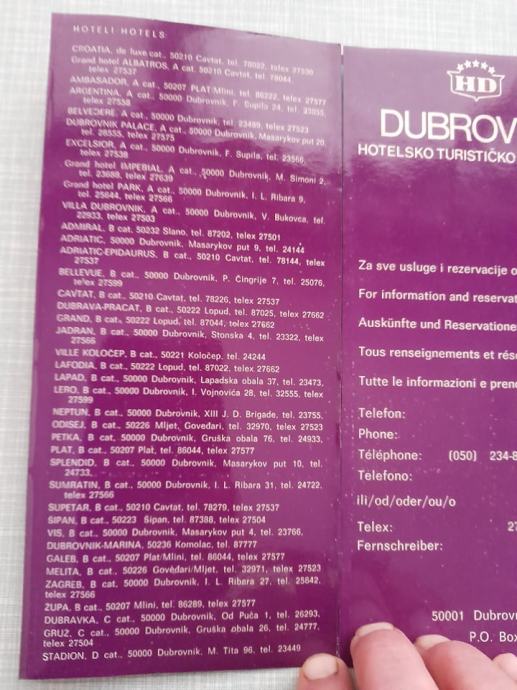 HOTELI HOTELS:
CROATIA, de luxe cat., 50210 Cavtat, tel. 78022, telex 27530
Grand hotel ALBATROS, A cat. 50210 Cavtat, tel. 78044,
telex 27537
AMBASADOR, A cat., 50207 PLAT Mlini, tel. 86222, telex 27577
ARGENTINA, A cat., 50000 Dubrovnik, F. Supila 24, tel. 23855,
telex 27558
BELVEDERE, A cat., 50000 Dubrovnik, tel. 23489, telex 27523
DUBROVNIK PALACE, A cat., 50000 Dubrovnik, Masarykov put 20,
tel. 28555, telex 27575
EXCELSIOR, A cat., 50000 Dubrovnik, F. Supila, tel. 23566,
telex 27538
Grand hotel IMPERIAL, A cat., 50000 Dubrovnik, M. Simoni 2,
tel. 23688, telex 27639
Grand hotel PARK, A cat., 50000 Dubrovnik, I. L. Ribara 9,
tel. 25644, telex 27566
VILLA DUBROVNIK, A cat., 50000 Dubrovnik, V. Bukovca, tel.
22933, telex 27503
ADMIRAL, B cat. 50232 Slano, tel. 87202, telex 27501
ADRIATIC, 50000 Dubrovnik, Masarykov put 9, tel. 24144
ADRIATIC-EPIDAURUS, B cat., 50210 Cavtat, tel. 78144, telex
27537
BELLEVUE, B cat., 50000 Dubrovnik, P. Čingrije 7, tel. 25076,
telex 27599
CAVTAT, B cat., 50210 Cavtat, tel. 78226, telex 27537
DUBRAVA-PRACAT, B cat., 50222 Lopud, tel. 87025, telex 27662
GRAND, B cat., 50222 Lopud, tel. 87044, telex 27662
JADRAN, B cat., 50000 Dubrovnik, Stonska 4, tel. 23322, telex
27566
VILLE KOLOČEP, B cat., 50221 Koločep, tel. 24244
LAFODIA, B cat., 50222 Lopud, tel. 87022, telex 27662
LAPAD, B cat., 50000 Dubrovnik, Lapadska obala 37, tel. 23473,
LERO, B cat., 50000 Dubrovnik, I. Vojnovića 28, tel. 32555, telex
27599
NEPTUN, B cat., 50000 Dubrovnik, XIII J. D. Brigade, tel. 23755,
ODISEJ, B cat., 50226 Mljet, Goveđari, tel. 32970, telex 27523
PETKA, B cat., 50000 Dubrovnik, Gruška obala 76, tel. 24933,
PLAT, B cat., 50207 Plat, tel. 86044, telex 27577
SPLENDID, B cat., 50000 Dubrovnik, Masarykov put 10, tel.
24733,
SUMRATIN, B cat., 50000 Dubrovnik, I. L. Ribara 31, tel. 24722,
telex 27566
SUPETAR, B cat., 50210 Cavtat, tel. 78279, telex 27537
ŠIPAN, B cat., 50223 Šipan, tel. 87388, telex 27504
VIS, B cat., 50000 Dubrovnik, Masarykov put 4, tel. 23766,
DUBROVNIK-MARINA, 50236 Komolac, tel. 87777
GALEB, B cat., 50207 Plat/Mlini, tel. 86044, telex 27577
MELITA, B cat., 50226 Goveđari/Mljet, tel. 32971, telex 27523
ZAGREB, B cat., 50000 Dubrovnik, I. L. Ribara 27, tel. 25842,
telex 27566
ŽUPA, B cat., 50207 Mlini, tel. 86289, telex 27577
DUBRAVKA, C cat., 50000 Dubrovnik, Od Puča 1, tel. 26293,
GRUŽ, C cat., 50000 Dubrovnik, Gruška obala 26, tel. 24777,
telex 27504
STADION, D cat., 50000 Dubrovnik, M. Tita 96, tel. 23449
HD
DUBROV
HOTELSKO TURISTIČKO
Za sve usluge i rezervacije o
For information and reservat
Auskünfte und Reservatione
Tous renseignements et rése
Tutte le informazioni e preno
Telefon:
Phone:
Téléphone: (050) 234-8
Telefono:
ili/od/oder/ou/o
Telex: 27
Fernschreiber:
50001 Dubrov
P.O. Box